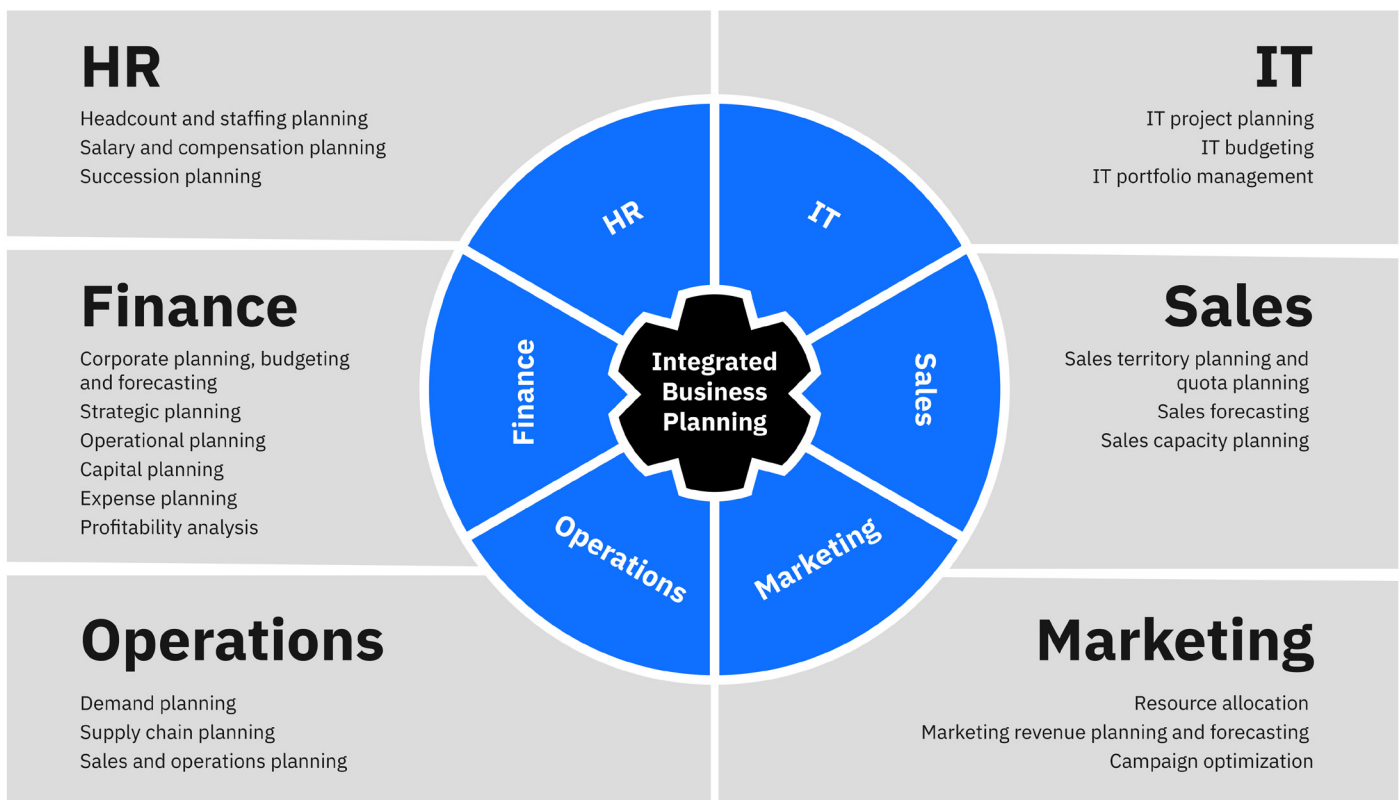 HR
Headcount and staffing planning
Salary and compensation planning
Succession planning
IT
IT project planning
IT budgeting
IT portfolio management
Finance
Corporate planning, budgeting
and forecasting
Strategic planning
Operational planning
Capital planning
Expense planning
Profitability analysis
HR
IT
Finance
Integrated
Business
Planning
Sales
Operations
Marketing
Sales
Sales territory planning and
quota planning
Sales forecasting
Sales capacity planning
Operations
Demand planning
Supply chain planning
Sales and operations planning
Marketing
Resource allocation
Marketing revenue planning and forecasting
Campaign optimization